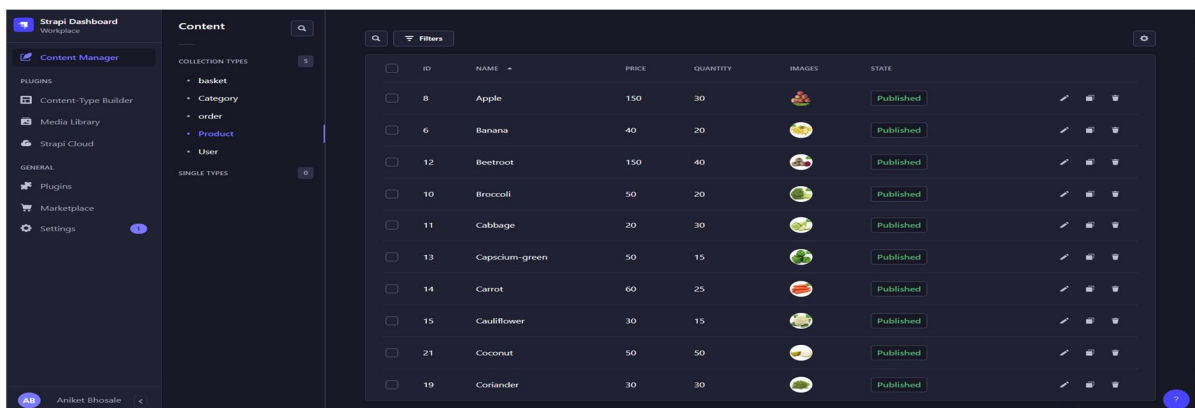 Strapi Dashboard
Workplace
Content Manager
PLUGINS
Content-Type Builder
Media Library
Strapi Cloud
GENERAL
Plugins
Marketplace
Settings 1
AB Aniket Bhosale
Content
COLLECTION TYPES 5
basket
Category
order
Product
User
SINGLE TYPES 0
Filters
ID NAME PRICE QUANTITY IMAGES STATE
8 Apple 150 30 Published
6 Banana 40 20 Published
12 Beetroot 150 40 Published
10 Broccoli 50 20 Published
11 Cabbage 20 30 Published
13 Capscium-green 50 15 Published
14 Carrot 60 25 Published
15 Cauliflower 30 15 Published
21 Coconut 50 50 Published
19 Coriander 30 30 Published
?